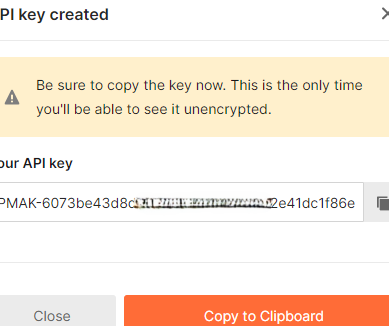 PI key created
Be sure to copy the key now. This is the only time
you'll be able to see it unencrypted.
our API key
PMAK-6073be43d8c 2e41dc1f86e
Close
Copy to Clipboard